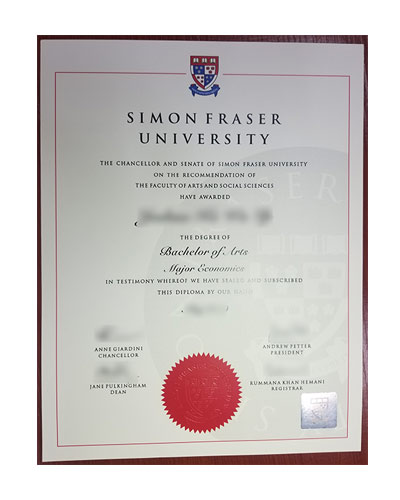 SIMON FRASER
UNIVERSITY
THE CHANCELLOR AND SENATE OF SIMON FRASER UNIVERSITY
ON THE RECOMMENDATION OF
THE FACULTY OF ARTS AND SOCIAL SCIENCES
HAVE AWARDED
THE DEGREE OF
Bachelor of Arts
Major Economics
IN TESTIMONY WHEREOF WE HAVE SEALED AND SUBSCRIBED
THIS DIPLOMA BY OUR
ANNE GIARDINI
CHANCELLOR
ANDREW PETTER
PRESIDENT
JANE PULKINGHAM
DEAN
RUMMANA KHAN HEMANI
REGISTRAR